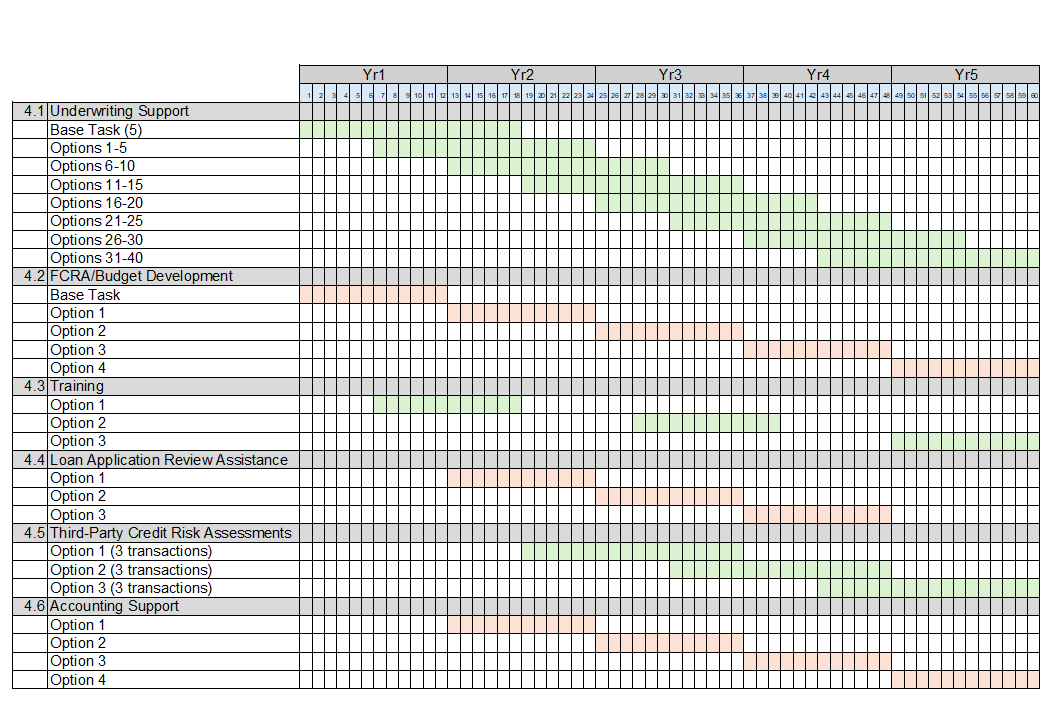 Yr1 Yr2 Yr3 Yr4 Yr5
1 2 3 4 5 6 7 8 9 10 11 12 13 14 15 16 17 18 19 20 21 22 23 24 25 26 27 28 29 30 31 32 33 34 35 36 37 38 39 40 41 42 43 44 45 46 47 48 49 50 51 52 53 54 55 56 57 58 59 60
4.1 Underwriting Support
Base Task (5)
Options 1-5
Options 6-10
Options 11-15
Options 16-20
Options 21-25
Options 26-30
Options 31-40
4.2 FCRA/Budget Development
Base Task
Option 1
Option 2
Option 3
Option 4
4.3 Training
Option 1
Option 2
Option 3
4.4 Loan Application Review Assistance
Option 1
Option 2
Option 3
4.5 Third-Party Credit Risk Assessments
Option 1 (3 transactions)
Option 2 (3 transactions)
Option 3 (3 transactions)
4.6 Accounting Support
Option 1
Option 2
Option 3
Option 4